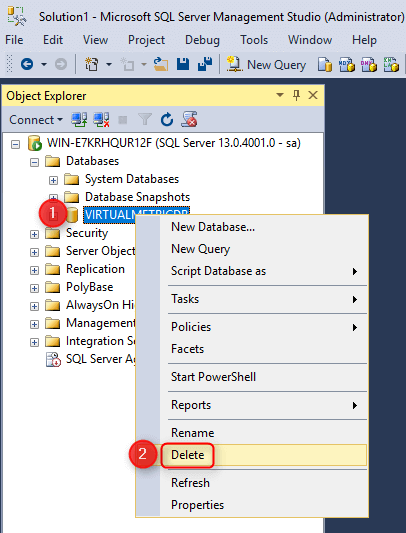 Solution1 - Microsoft SQL Server Management Studio (Administrator)
File Edit View Project Debug Tools Window Help
New Query
Object Explorer
Connect
WIN-E7KRHQUR12F (SQL Server 13.0.4001.0 - sa)
Databases
System Databases
Database Snapshots
1
VIRTUALMETRICDB
New Database...
Security
New Query
Server Object
Script Database as
Replication
PolyBase
Tasks
AlwaysOn Hi
Management
Policies
Integration Se
Facets
SQL Server Ag
Start PowerShell
Reports
Rename
2 Delete
Refresh
Properties